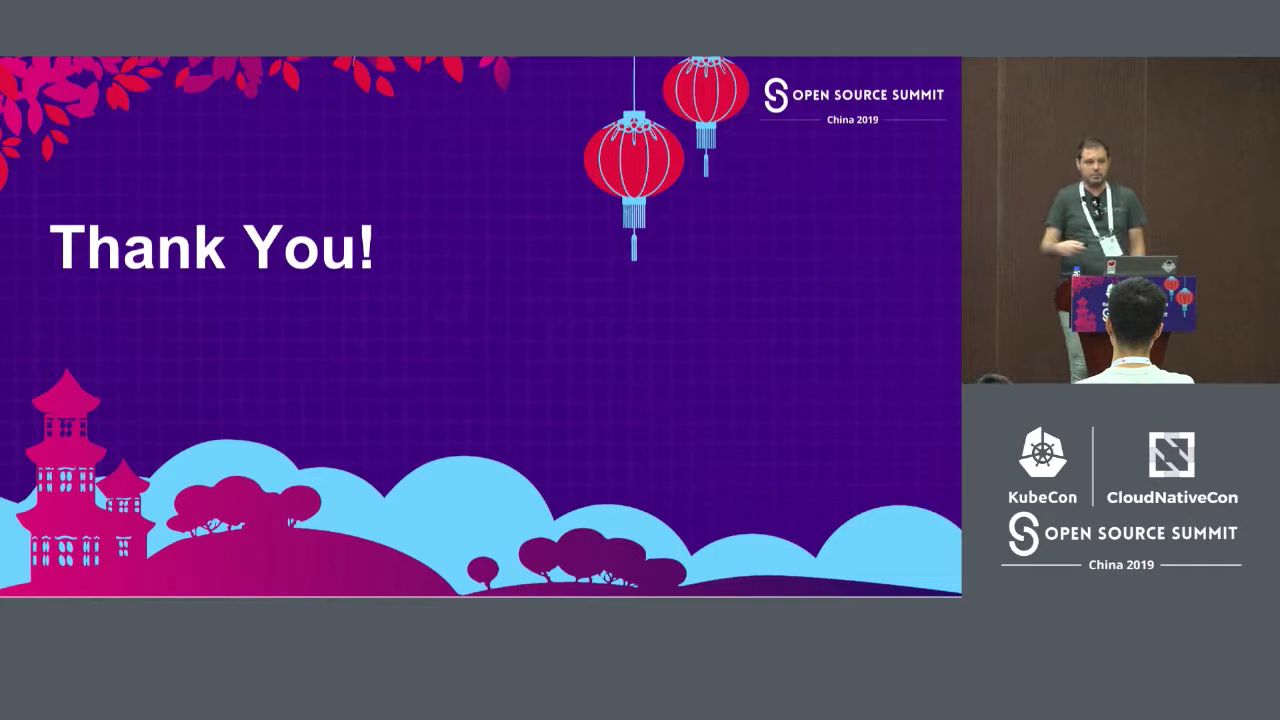 OPEN SOURCE SUMMIT
China 2019
Thank You!
KubeCon
CloudNativeCon
OPEN SOURCE SUMMIT
China 2019